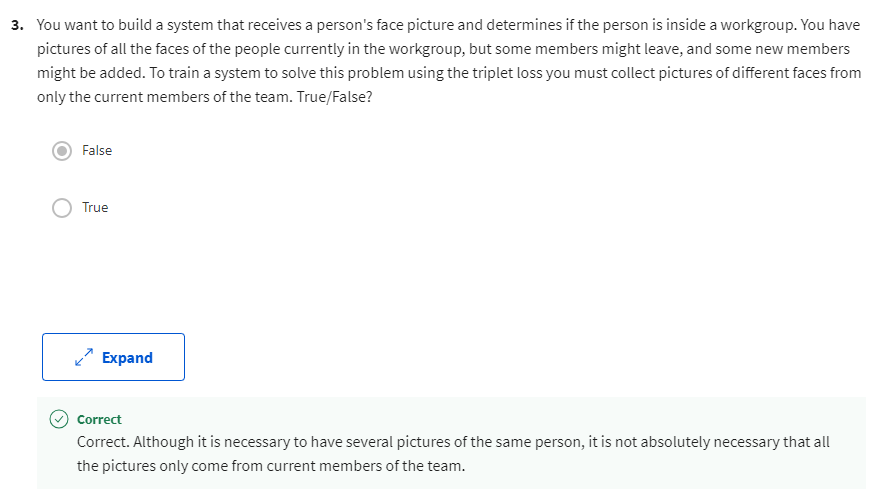 3. You want to build a system that receives a person's face picture and determines if the person is inside a workgroup. You have
pictures of all the faces of the people currently in the workgroup, but some members might leave, and some new members
might be added. To train a system to solve this problem using the triplet loss you must collect pictures of different faces from
only the current members of the team. True/False?
False
True
Expand
Correct
Correct. Although it is necessary to have several pictures of the same person, it is not absolutely necessary that all
the pictures only come from current members of the team.